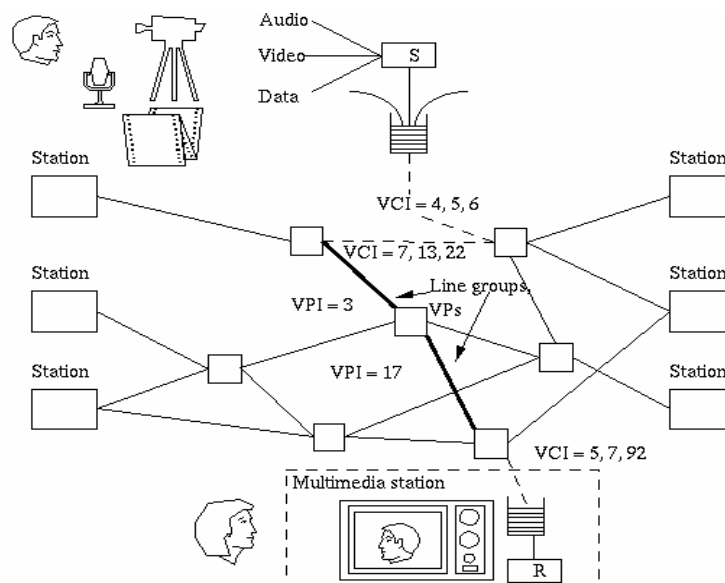 Audio
Video
S
Data
Station
Station
VCI = 4, 5, 6
VCI = 7, 13, 22
Station
Line groups,
Station
VPI = 3
VPs
Station
VPI = 17
Station
VCI = 5, 7, 92
Multimedia station
R